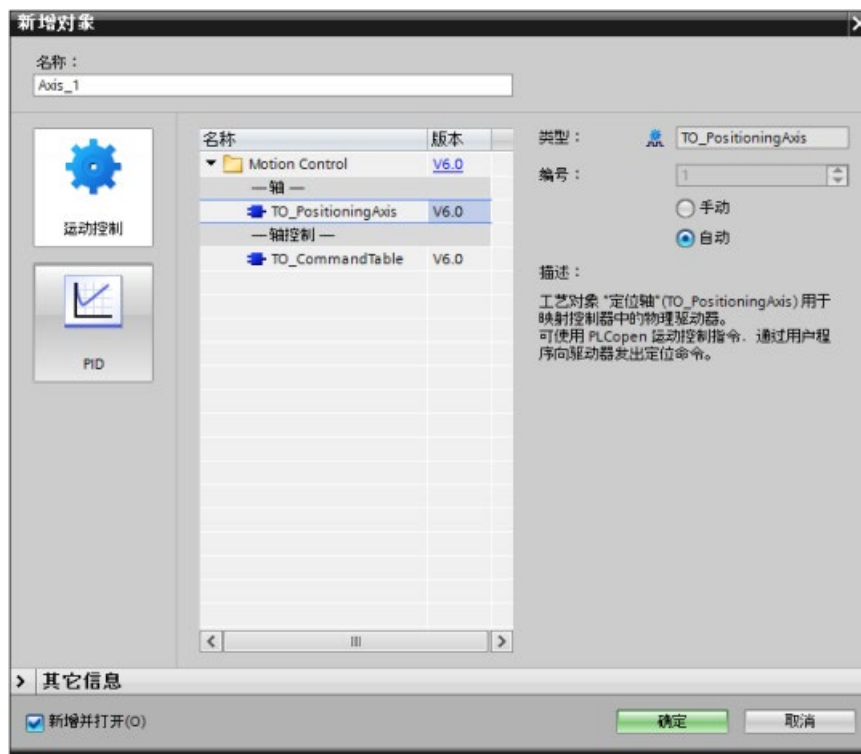 新增对象
名称：
Axis_1
运动控制
PID
名称 版本
Motion Control V6.0
—轴—
TO_PositioningAxis V6.0
—轴控制—
TO_CommandTable V6.0
类型： TO_PositioningAxis
编号： 1
手动
自动
描述：
工艺对象 "定位轴"(TO_PositioningAxis) 用于
映射控制器中的物理驱动器。
可使用 PLCopen 运动控制指令，通过用户程
序向驱动器发出定位命令。
> 其它信息
新增并打开(O)
确定 取消